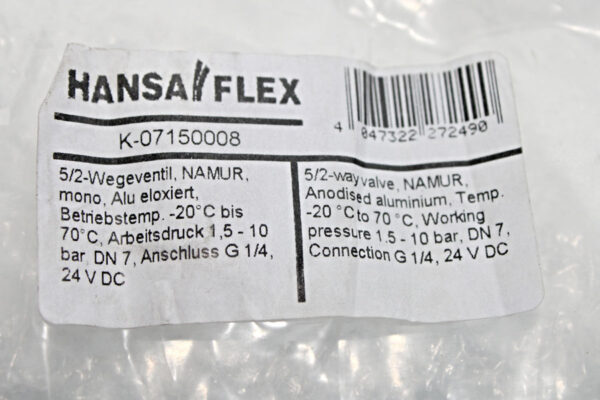 HANSA FLEX
4 047322 272490
K-07150008
5/2-Wegeventil, NAMUR,
mono, Alu eloxiert,
Betriebstemp. -20°C bis
70°C, Arbeitsdruck 1,5 - 10
bar, DN 7, Anschluss G 1/4,
24 V DC
5/2-way valve, NAMUR,
Anodised aluminium, Temp.
-20 °C to 70 °C, Working
pressure 1.5 - 10 bar, DN 7,
Connection G 1/4, 24 V DC